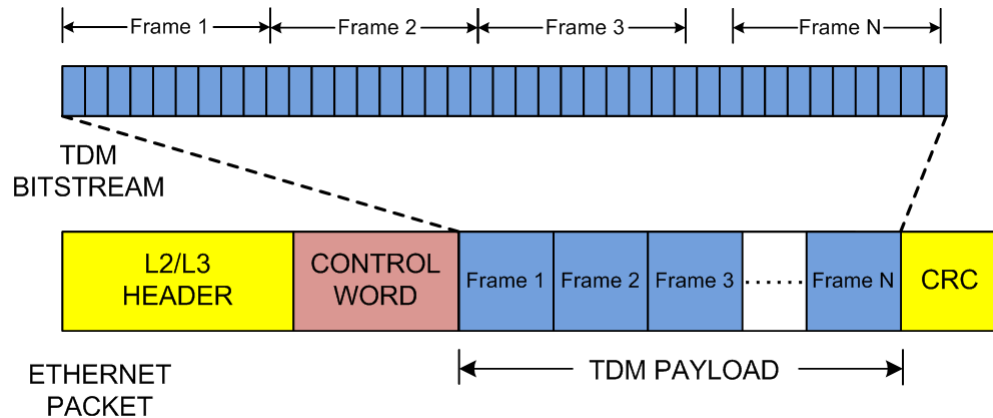 Frame 1 Frame 2 Frame 3 Frame N
TDM
BITSTREAM
L2/L3
HEADER
CONTROL
WORD
Frame 1 Frame 2 Frame 3 ...... Frame N
CRC
TDM PAYLOAD
ETHERNET
PACKET